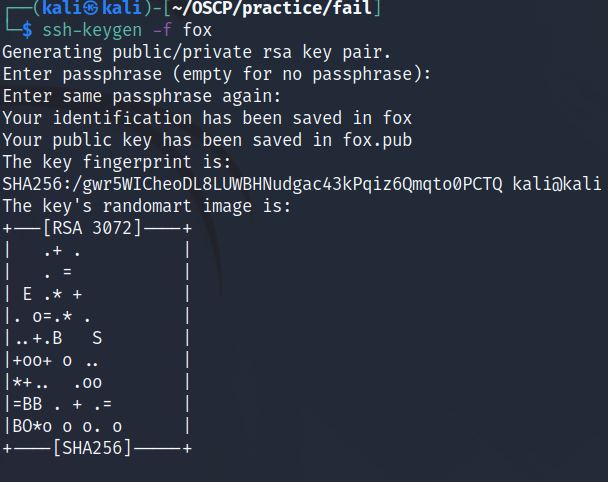 ┌──(kali㉿kali)-[~/OSCP/practice/fail]
└─$ ssh-keygen -f fox
Generating public/private rsa key pair.
Enter passphrase (empty for no passphrase):
Enter same passphrase again:
Your identification has been saved in fox
Your public key has been saved in fox.pub
The key fingerprint is:
SHA256:/gwr5WICheoDL8LUWBHNudgac43kPqiz6Qmqto0PCTQ kali@kali
The key's randomart image is:
+---[RSA 3072]----+
|   .+ .          |
|   . =           |
| E .* +          |
|. o=.* .         |
|..+.B   S        |
|+oo+ o ..        |
|*+..  .oo        |
|=BB . + .=       |
|BO*o o o. o      |
+----[SHA256]-----+